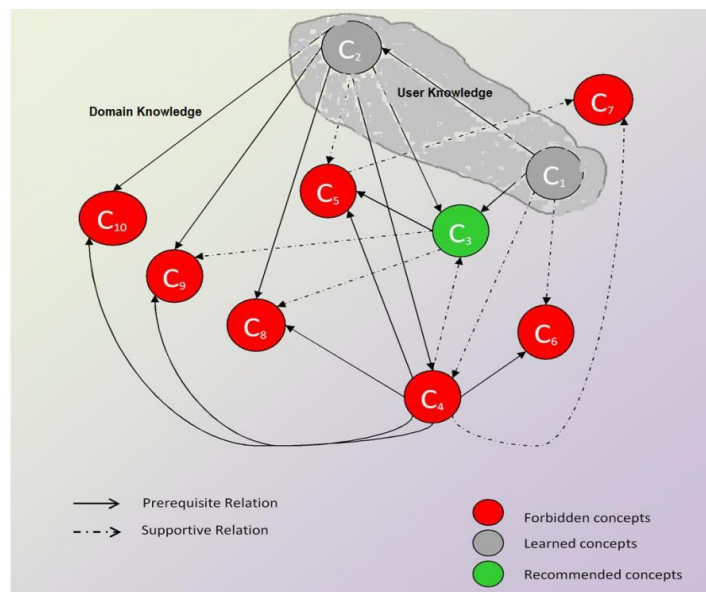 C₂
Domain Knowledge
User Knowledge
C₇
C₁
C₅
C₁₀
C₃
C₉
C₈
C₆
C₄
Prerequisite Relation
Supportive Relation
Forbidden concepts
Learned concepts
Recommended concepts